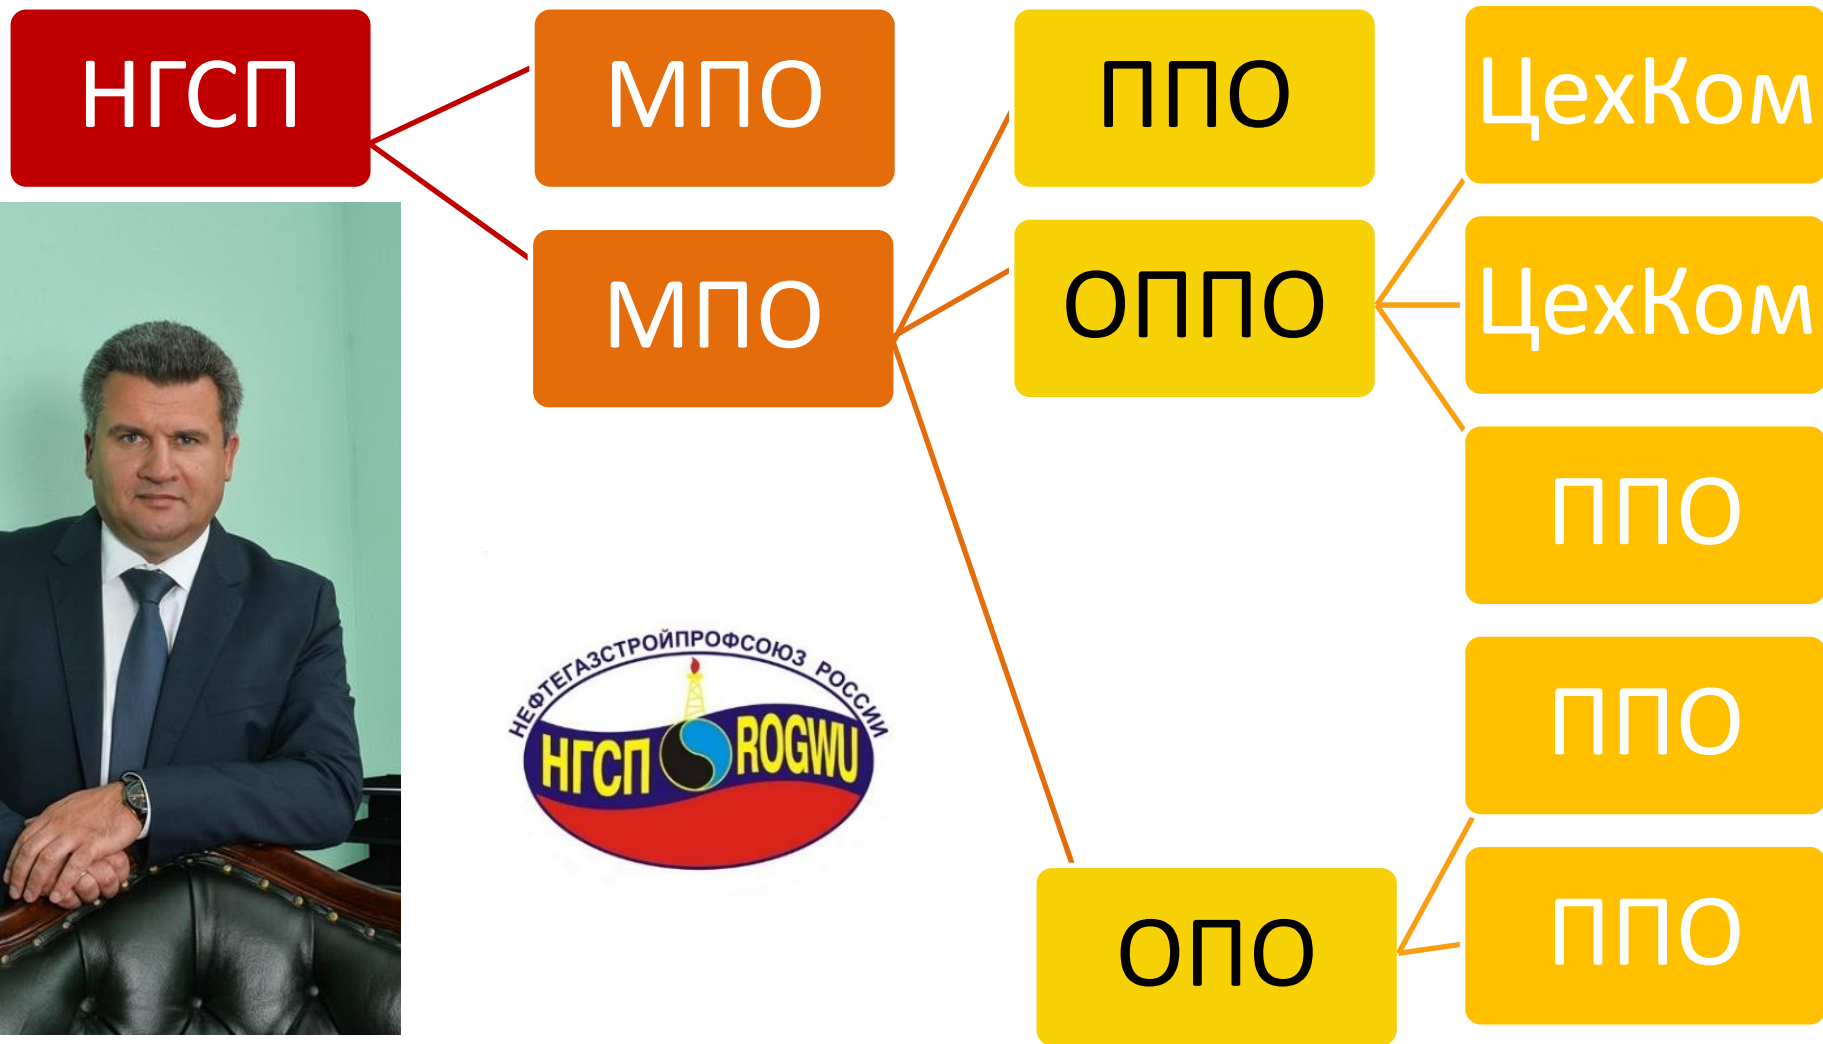 НГСП
МПО
ППО
ЦехКом
МПО
ОППО
ЦехКом
ППО
ППО
ОПО
ППО
НЕФТЕГАЗСТРОЙПРОФСОЮЗ РОССИИ
НГСП ROGWU